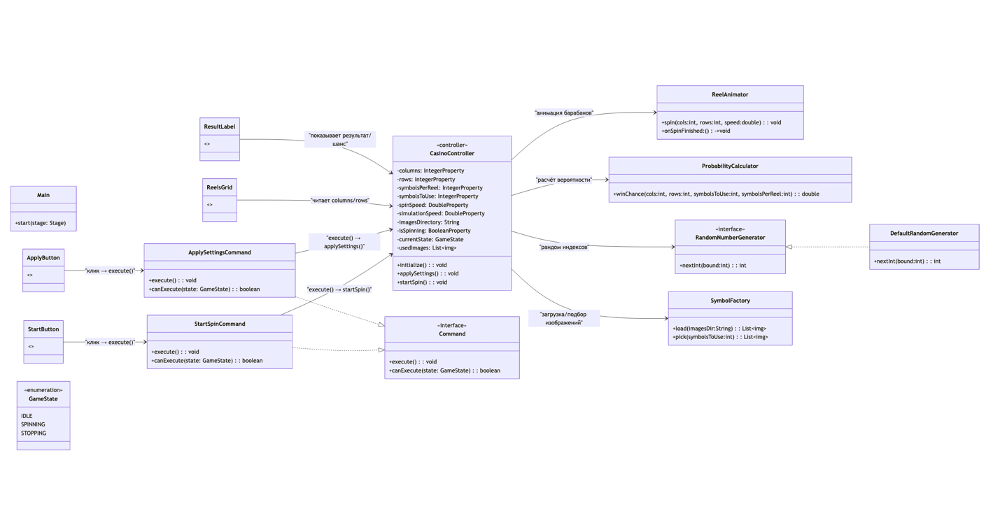 Main
+start(stage: Stage)
ApplyButton
<>
StartButton
<>
«enumeration»
GameState
IDLE
SPINNING
STOPPING
"клик → execute()"
"клик → execute()"
ResultLabel
<>
ReelsGrid
<>
ApplySettingsCommand
+execute() : : void
+canExecute(state: GameState) : : boolean
StartSpinCommand
+execute() : : void
+canExecute(state: GameState) : : boolean
"показывает результат/
шанс"
"читает columns/rows"
"execute() →
applySettings()"
"execute() → startSpin()"
«controller»
CasinoController
-columns: IntegerProperty
-rows: IntegerProperty
-symbolsPerReel: IntegerProperty
-symbolsToUse: IntegerProperty
-spinSpeed: DoubleProperty
-simulationSpeed: DoubleProperty
-imagesDirectory: String
-isSpinning: BooleanProperty
-currentState: GameState
-usedImages: List<img>
+initialize() : : void
+applySettings() : : void
+startSpin() : : void
«interface»
Command
+execute() : : void
+canExecute(state: GameState) : : boolean
"анимация барабанов"
"расчёт вероятности"
"рандом индексов"
"загрузка/подбор
изображений"
ReelAnimator
+spin(cols:int, rows:int, speed:double) : : void
+onSpinFinished:() : ->void
ProbabilityCalculator
+winChance(cols:int, rows:int, symbolsToUse:int, symbolsPerReel:int) : : double
«interface»
RandomNumberGenerator
+nextInt(bound:int) : : int
DefaultRandomGenerator
+nextInt(bound:int) : : int
SymbolFactory
+load(imagesDir:String) : : List<img>
+pick(symbolsToUse:int) : : List<img>